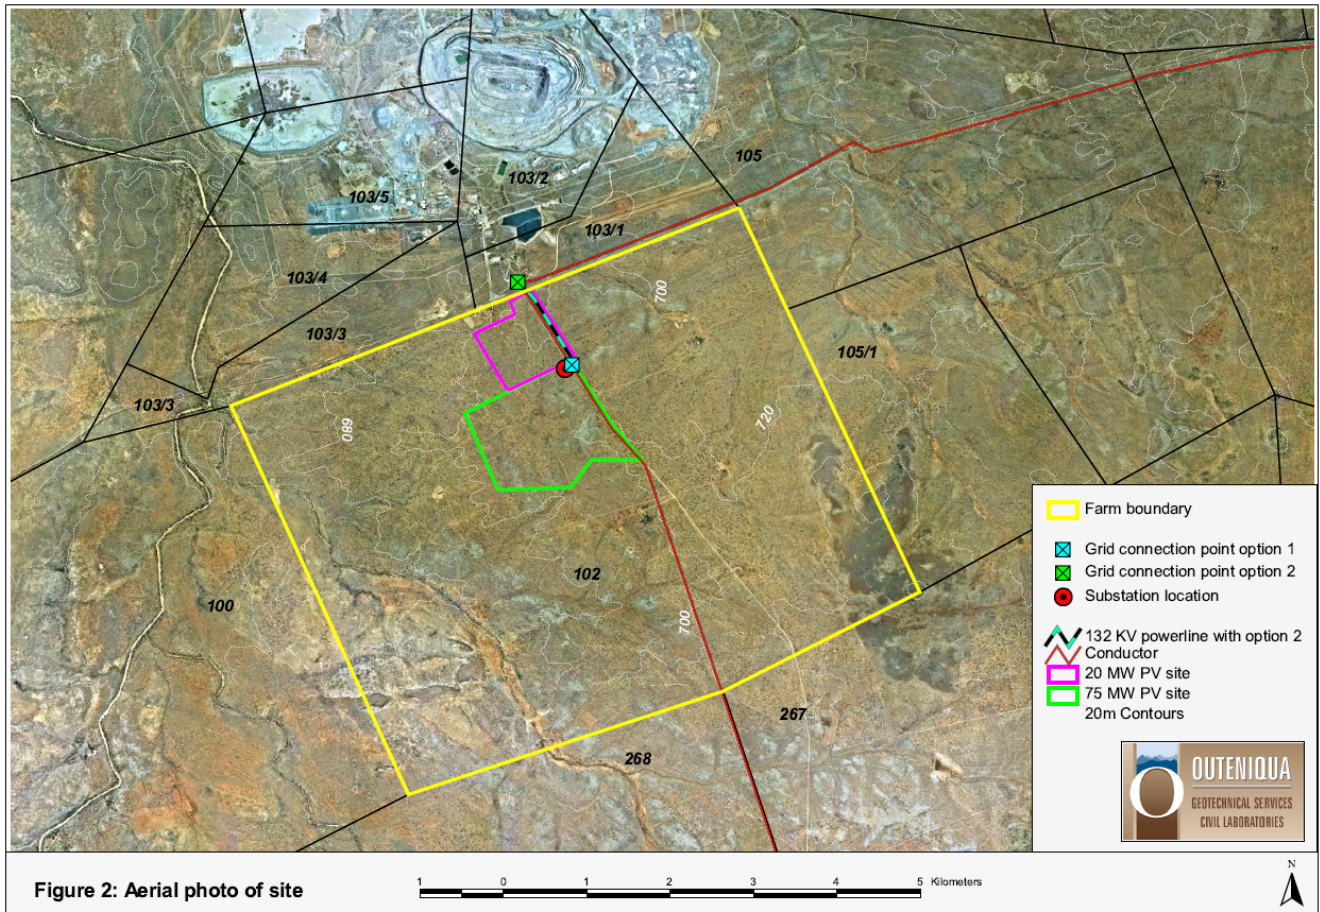 105
103/2
103/5
103/1
103/4
700
103/3
105/1
103/3
720
680
102
100
700
267
268
Farm boundary
Grid connection point option 1
Grid connection point option 2
Substation location
132 KV powerline with option 2
Conductor
20 MW PV site
75 MW PV site
20m Contours
OUTENIQUA
GEOTECHNICAL SERVICES
CIVIL LABORATORIES
Figure 2: Aerial photo of site
1 0 1 2 3 4 5 Kilometers
N